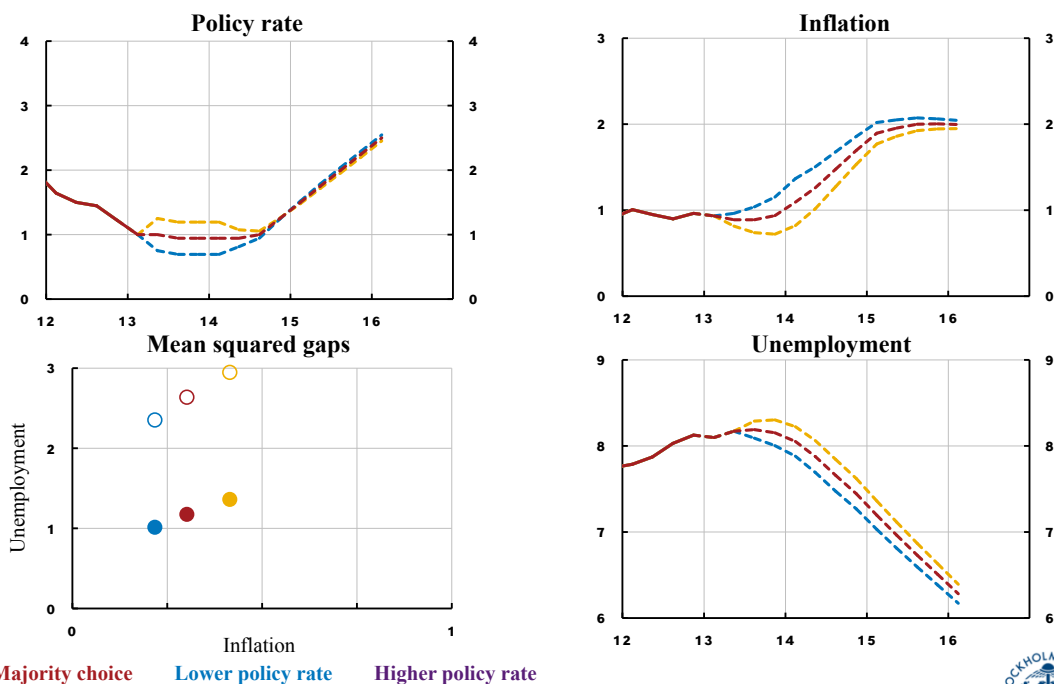 Policy rate
4 4
3 3
2 2
1 1
0 0
12 13 14 15 16
Inflation
3 3
2 2
1 1
0 0
12 13 14 15 16
Mean squared gaps
Unemployment
3
2
1
0
0 1
Inflation
Unemployment
9 9
8 8
7 7
6 6
12 13 14 15 16
Majority choice Lower policy rate Higher policy rate